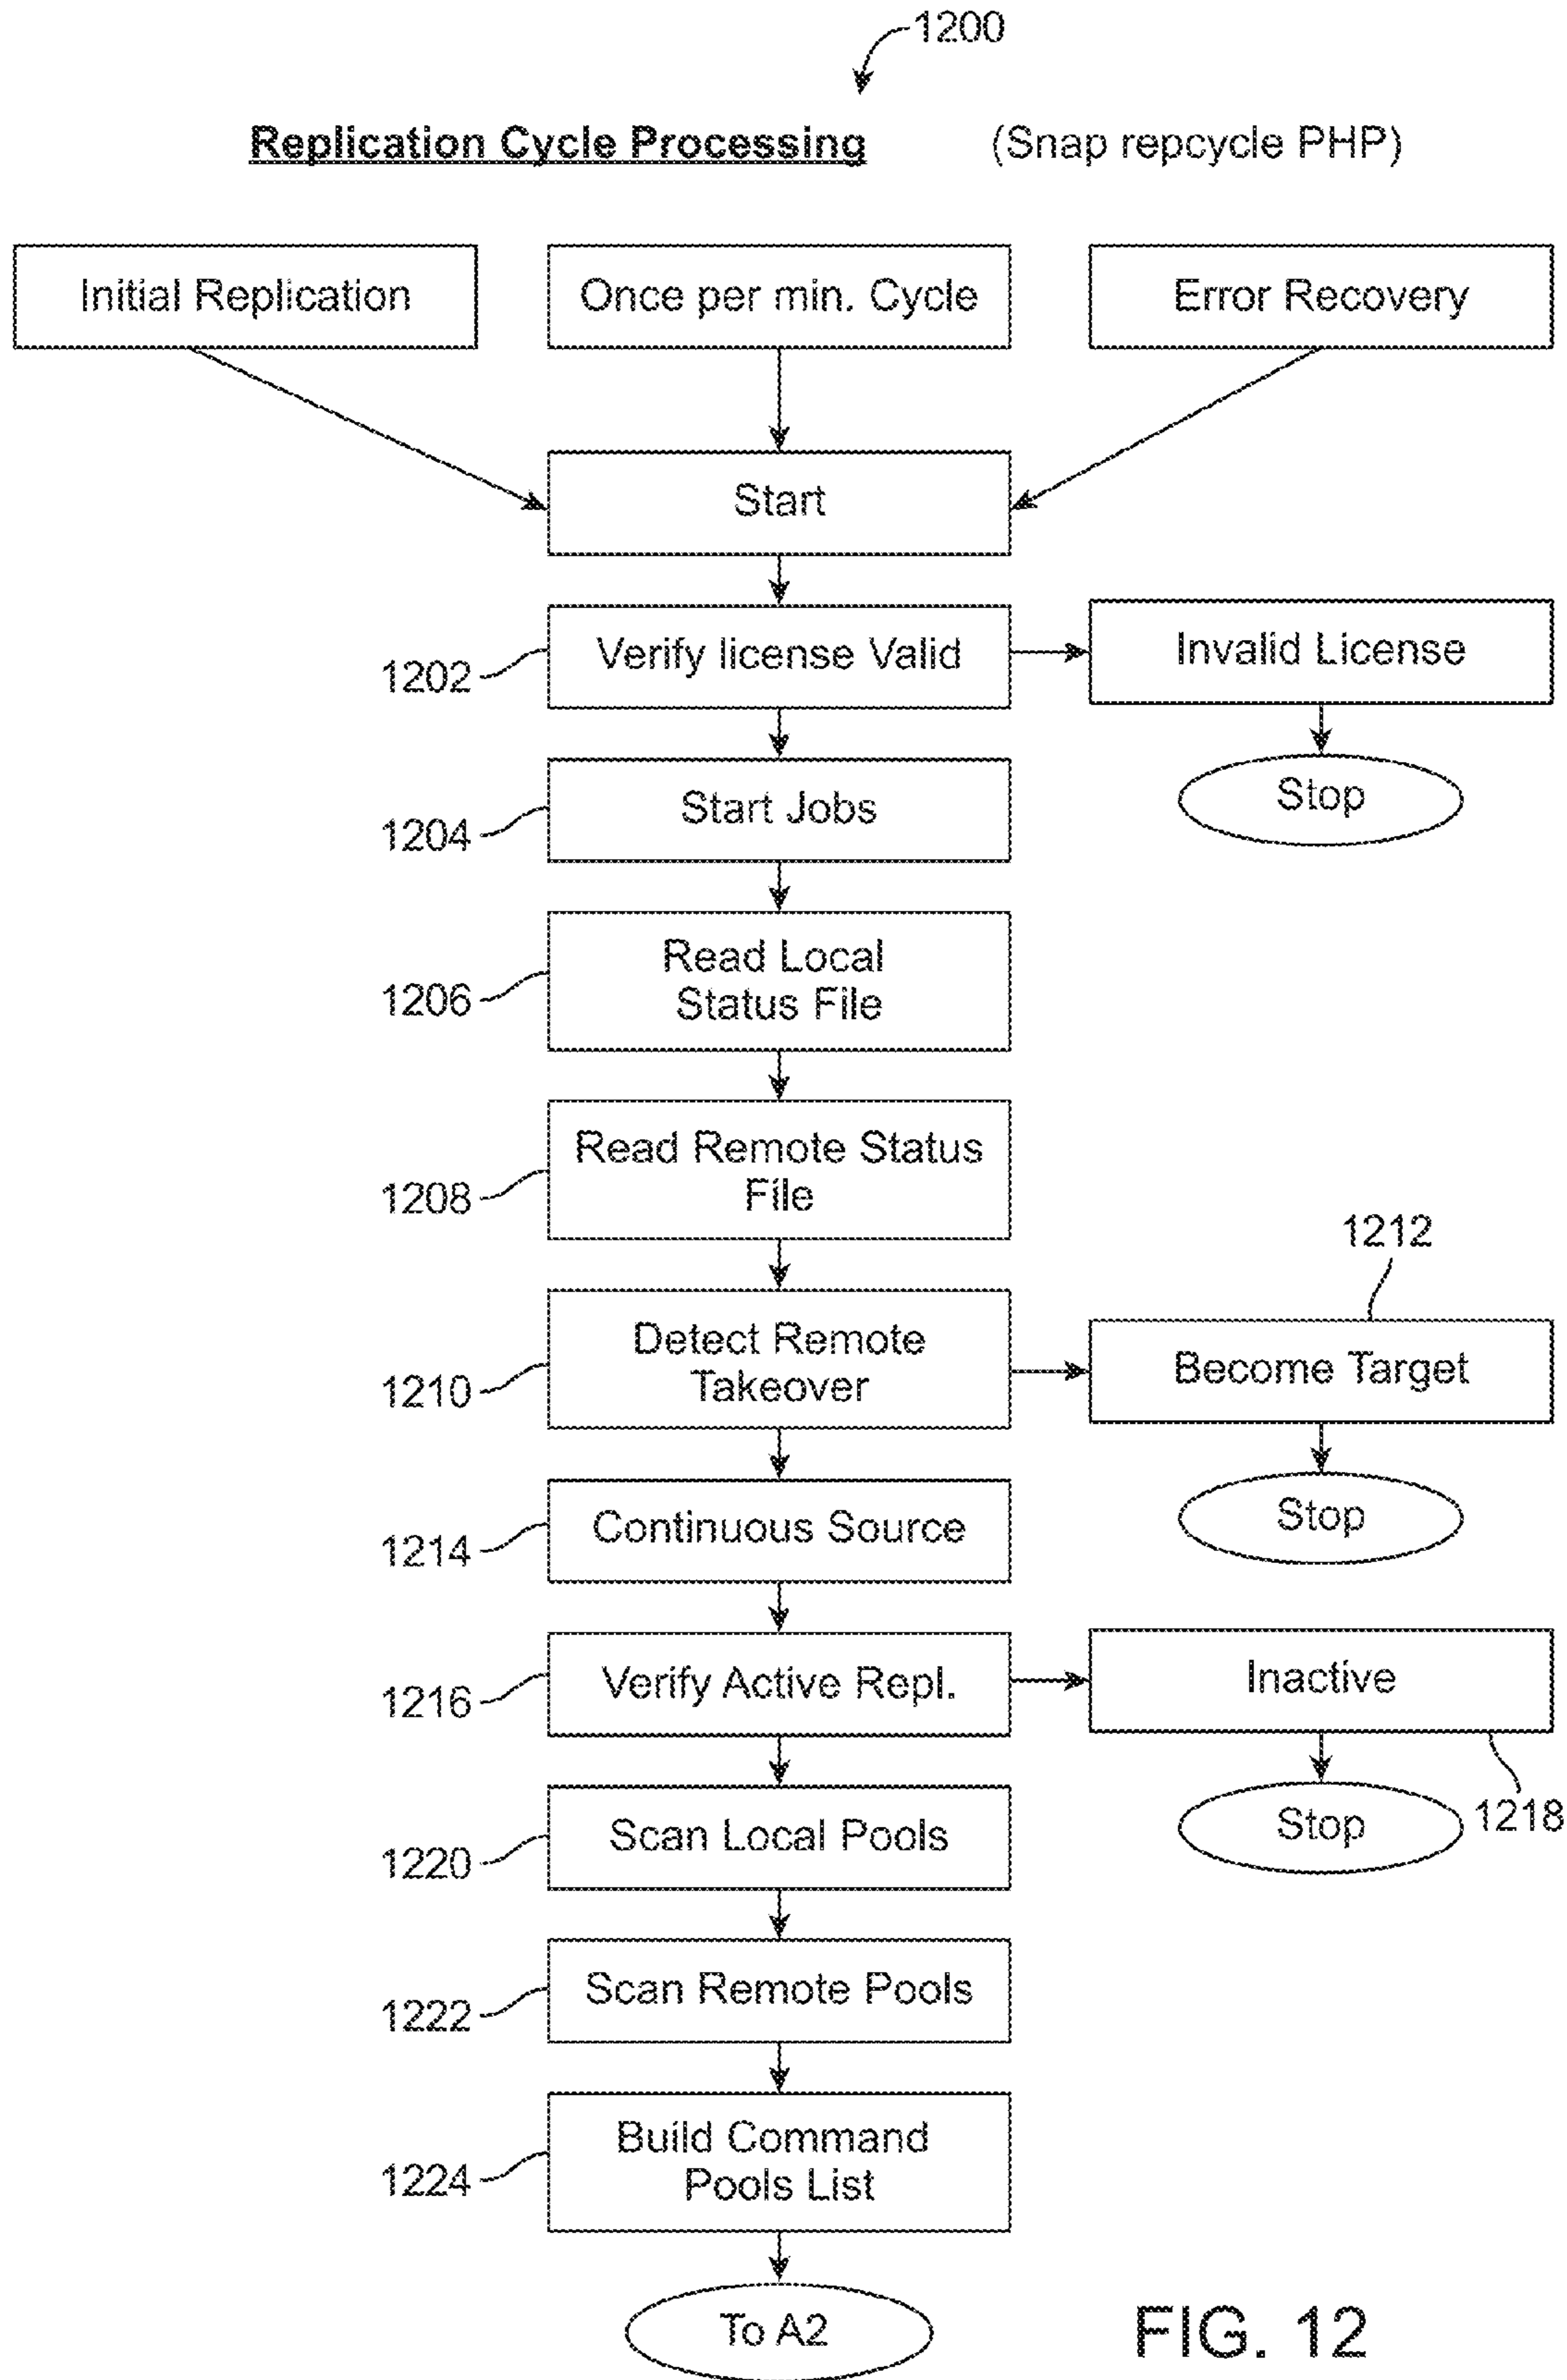 1200
Replication Cycle Processing (Snap repcycle PHP)
Initial Replication
Once per min. Cycle
Error Recovery
Start
1202
Verify license Valid
Invalid License
Stop
1204
Start Jobs
1206
Read Local
Status File
1208
Read Remote Status
File
1210
Detect Remote
Takeover
1212
Become Target
Stop
1214
Continuous Source
1216
Verify Active Repl.
Inactive
1218
Stop
1220
Scan Local Pools
1222
Scan Remote Pools
1224
Build Command
Pools List
To A2
FIG. 12